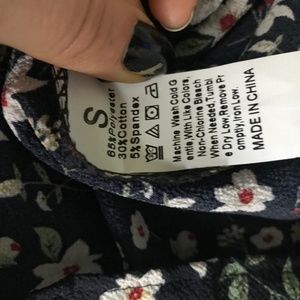 S
65%Polyester
30%Cotton
5%Spandex
Machine Wash Cold G
entle,With Like Colors,
Non-Chlorine Bleach
When Needed,Tumbl
e Dry Low,Remove Pr
omptly,Iron Low.
MADE IN CHINA